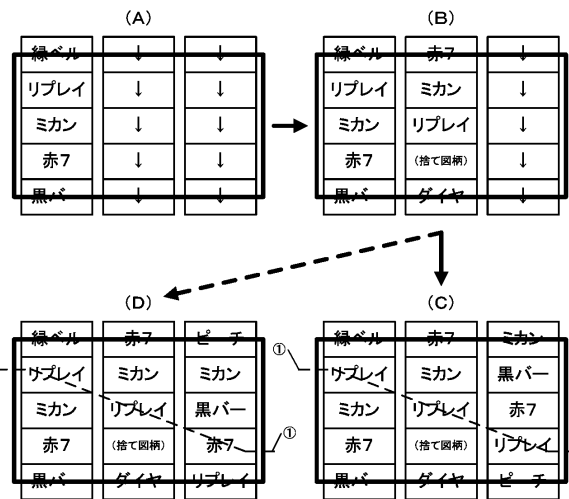 (A) (B)
緑ベル ↓ ↓ 緑ベル 赤7 ↓
リプレイ ↓ ↓ リプレイ ミカン ↓
ミカン ↓ ↓ ミカン リプレイ ↓
赤7 ↓ ↓ 赤7 (捨て図柄) ↓
黒バー ↓ ↓ 黒バー ダイヤ ↓
(D) (C)
緑ベル 赤7 ピーチ 緑ベル 赤7 ミカン
① リプレイ ミカン ミカン リプレイ ミカン 黒バー
ミカン リプレイ 黒バー ミカン リプレイ 赤7
赤7 (捨て図柄) 赤7 ① 赤7 (捨て図柄) リプレイ
黒バー ダイヤ リプレイ 黒バー ダイヤ ピーチ